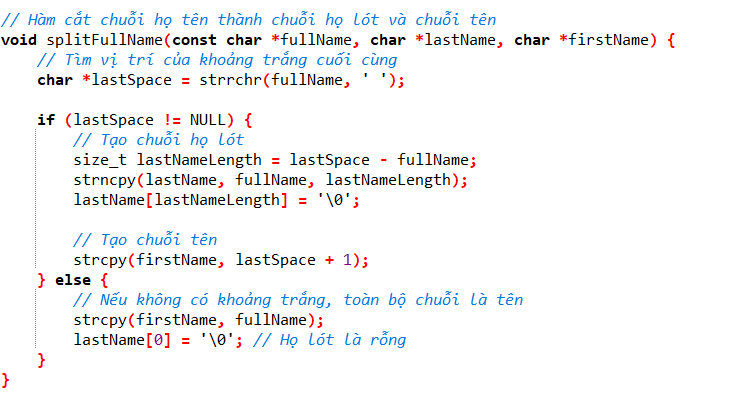 // Hàm cắt chuỗi họ tên thành chuỗi họ lót và chuỗi tên
void splitFullName(const char *fullName, char *lastName, char *firstName) {
    // Tìm vị trí của khoảng trắng cuối cùng
    char *lastSpace = strrchr(fullName, ' ');

    if (lastSpace != NULL) {
        // Tạo chuỗi họ lót
        size_t lastNameLength = lastSpace - fullName;
        strncpy(lastName, fullName, lastNameLength);
        lastName[lastNameLength] = '\0';

        // Tạo chuỗi tên
        strcpy(firstName, lastSpace + 1);
    } else {
        // Nếu không có khoảng trắng, toàn bộ chuỗi là tên
        strcpy(firstName, fullName);
        lastName[0] = '\0'; // Họ lót là rỗng
    }
}